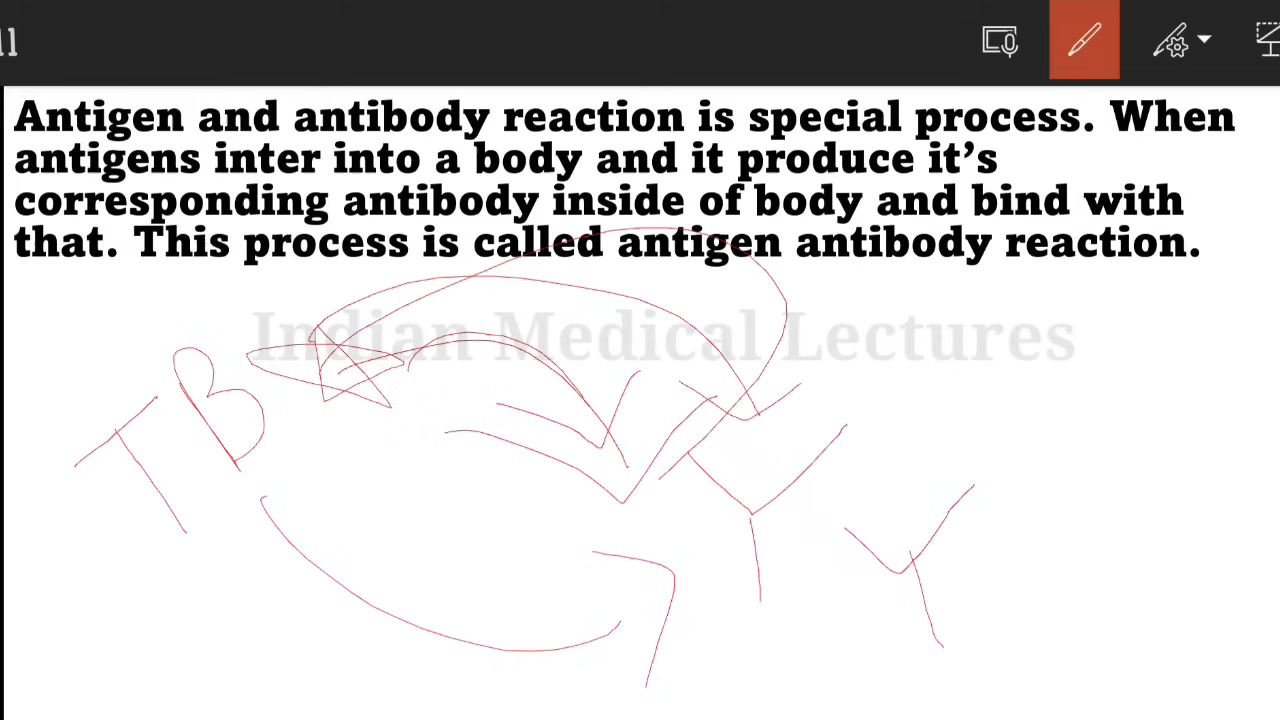 11
Antigen and antibody reaction is special process. When
antigens inter into a body and it produce it’s
corresponding antibody inside of body and bind with
that. This process is called antigen antibody reaction.
Indian Medical Lectures
TB